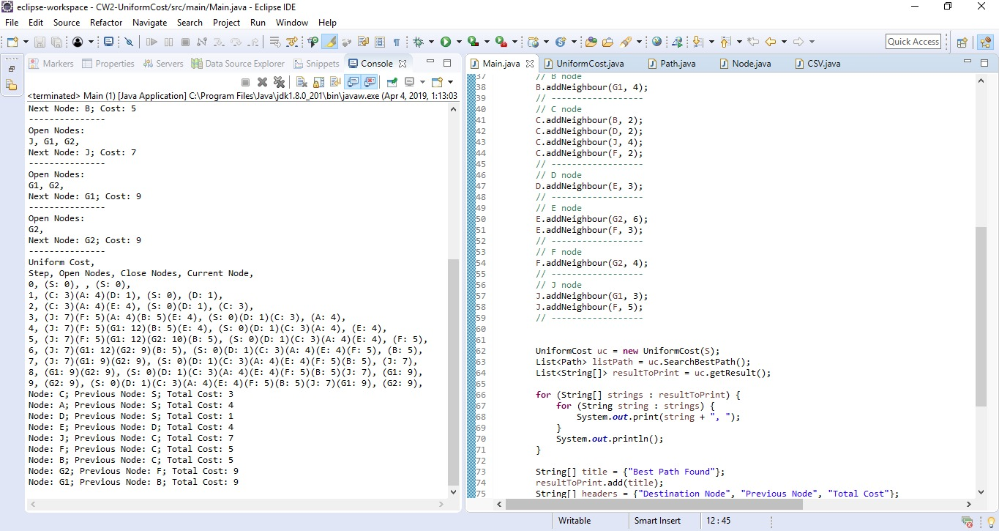 eclipse-workspace - CW2-UniformCost/src/main/Main.java - Eclipse IDE
File Edit Source Refactor Navigate Search Project Run Window Help
Quick Access
Markers Properties Servers Data Source Explorer Snippets Console
<terminated> Main (1) [Java Application] C:\Program Files\Java\jdk1.8.0_201\bin\javaw.exe (Apr 4, 2019, 1:13:03
Next Node: B; Cost: 5
---------------
Open Nodes:
J, G1, G2,
Next Node: J; Cost: 7
---------------
Open Nodes:
G1, G2,
Next Node: G1; Cost: 9
---------------
Open Nodes:
G2,
Next Node: G2; Cost: 9
---------------
Uniform Cost,
Step, Open Nodes, Close Nodes, Current Node,
0, (S: 0), , (S: 0),
1, (C: 3)(A: 4)(D: 1), (S: 0), (D: 1),
2, (C: 3)(A: 4)(E: 4), (S: 0)(D: 1), (C: 3),
3, (J: 7)(F: 5)(A: 4)(B: 5)(E: 4), (S: 0)(D: 1)(C: 3), (A: 4),
4, (J: 7)(F: 5)(G1: 12)(B: 5)(E: 4), (S: 0)(D: 1)(C: 3)(A: 4), (E: 4),
5, (J: 7)(F: 5)(G1: 12)(G2: 10)(B: 5), (S: 0)(D: 1)(C: 3)(A: 4)(E: 4), (F: 5),
6, (J: 7)(G1: 12)(G2: 9)(B: 5), (S: 0)(D: 1)(C: 3)(A: 4)(E: 4)(F: 5), (B: 5),
7, (J: 7)(G1: 9)(G2: 9), (S: 0)(D: 1)(C: 3)(A: 4)(E: 4)(F: 5)(B: 5), (J: 7),
8, (G1: 9)(G2: 9), (S: 0)(D: 1)(C: 3)(A: 4)(E: 4)(F: 5)(B: 5)(J: 7), (G1: 9),
9, (G2: 9), (S: 0)(D: 1)(C: 3)(A: 4)(E: 4)(F: 5)(B: 5)(J: 7)(G1: 9), (G2: 9),
Node: C; Previous Node: S; Total Cost: 3
Node: A; Previous Node: S; Total Cost: 4
Node: D; Previous Node: S; Total Cost: 1
Node: E; Previous Node: D; Total Cost: 4
Node: J; Previous Node: C; Total Cost: 7
Node: F; Previous Node: C; Total Cost: 5
Node: B; Previous Node: C; Total Cost: 5
Node: G2; Previous Node: F; Total Cost: 9
Node: G1; Previous Node: B; Total Cost: 9
Main.java UniformCost.java Path.java Node.java CSV.java
37 // B node
38 B.addNeighbour(G1, 4);
39 // ------------------
40 // C node
41 C.addNeighbour(B, 2);
42 C.addNeighbour(D, 2);
43 C.addNeighbour(J, 4);
44 C.addNeighbour(F, 2);
45 // ------------------
46 // D node
47 D.addNeighbour(E, 3);
48 // ------------------
49 // E node
50 E.addNeighbour(G2, 6);
51 E.addNeighbour(F, 3);
52 // ------------------
53 // F node
54 F.addNeighbour(G2, 4);
55 // ------------------
56 // J node
57 J.addNeighbour(G1, 3);
58 J.addNeighbour(F, 5);
59 // ------------------
60
61
62 UniformCost uc = new UniformCost(S);
63 List<Path> listPath = uc.SearchBestPath();
64 List<String[]> resultToPrint = uc.getResult();
65
66 for (String[] strings : resultToPrint) {
67 for (String string : strings) {
68 System.out.print(string + ", ");
69 }
70 System.out.println();
71 }
72
73 String[] title = {"Best Path Found"};
74 resultToPrint.add(title);
75 String[] headers = {"Destination Node", "Previous Node", "Total Cost"};
Writable Smart Insert 12 : 45